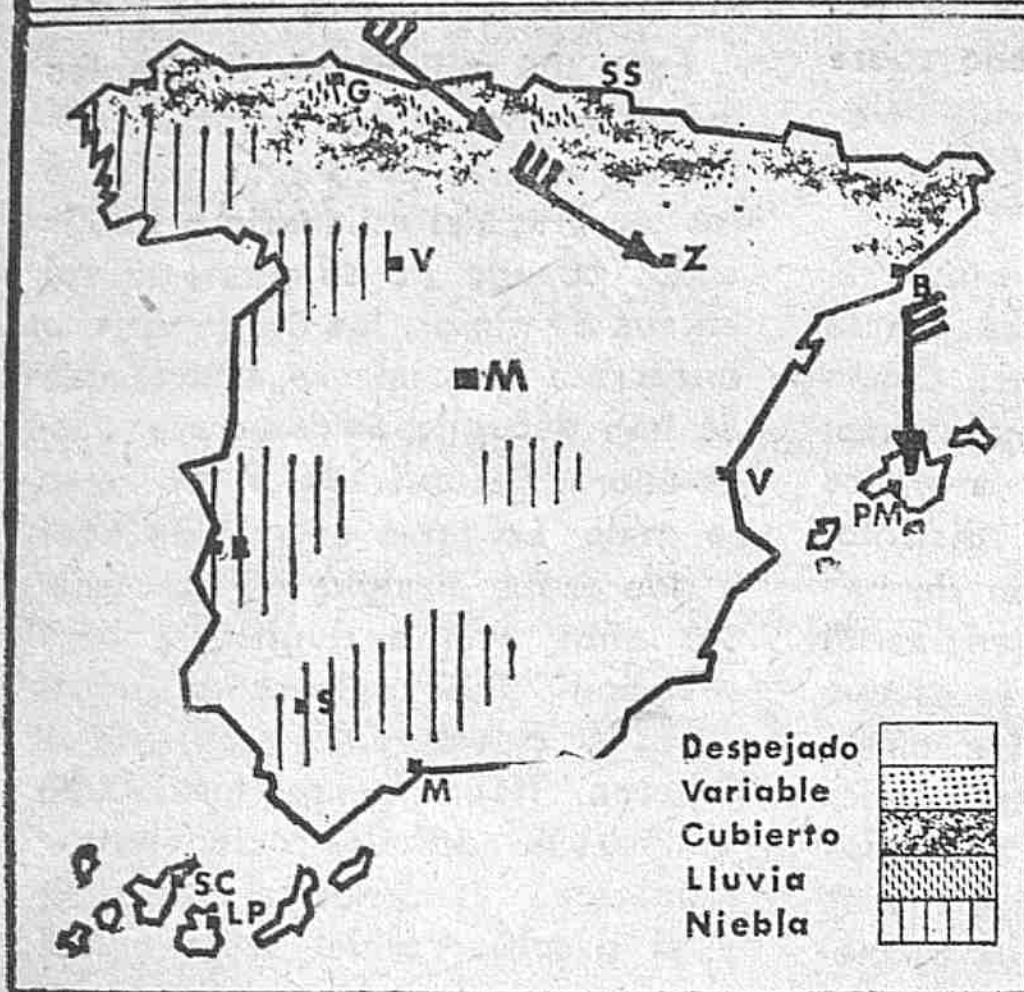 SS
C
G
V
Z
B
M
V
PM
B
S
M
SC
LP
Despejado
Variable
Cubierto
Lluvia
Niebla